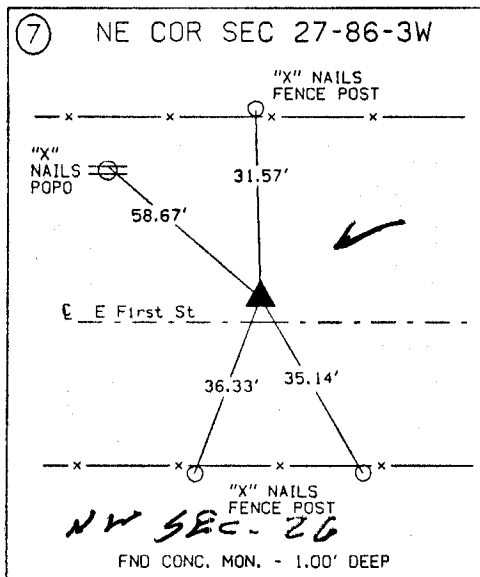 7 NE COR SEC 27-86-3W
"X" NAILS
FENCE POST
"X"
NAILS
POPO
31.57'
58.67'
℄ E First St
36.33'
35.14'
"X" NAILS
FENCE POST
NW SEC. 26
FND CONC. MON. - 1.00' DEEP